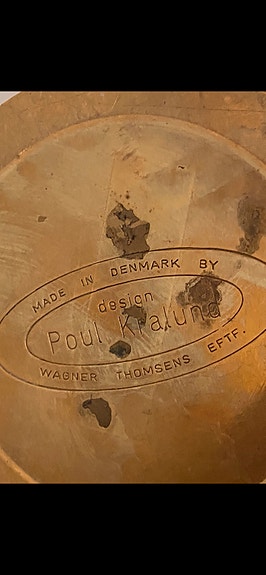 MADE IN DENMARK BY
design
Poul Kralund
WAGNER THOMSENS EFTF.